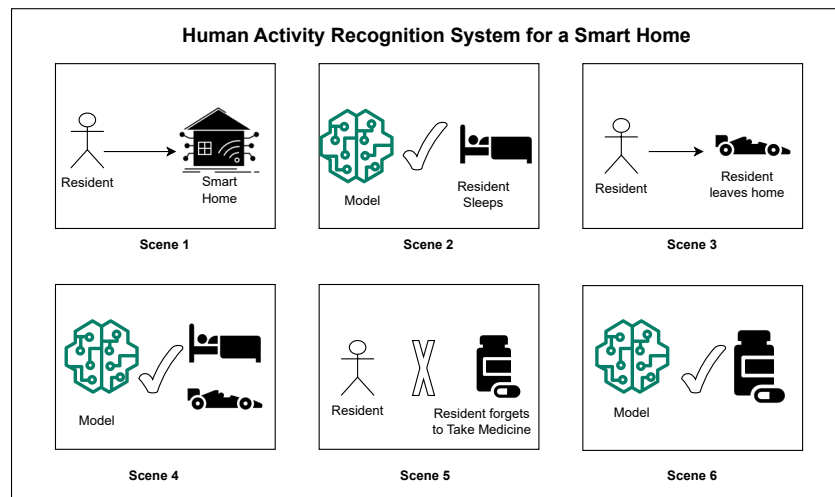 Human Activity Recognition System for a Smart Home
Resident
Smart
Home
Scene 1
Model
Resident
Sleeps
Scene 2
Resident
Resident
leaves home
Scene 3
Model
Scene 4
Resident
Resident forgets
to Take Medicine
Scene 5
Model
Scene 6